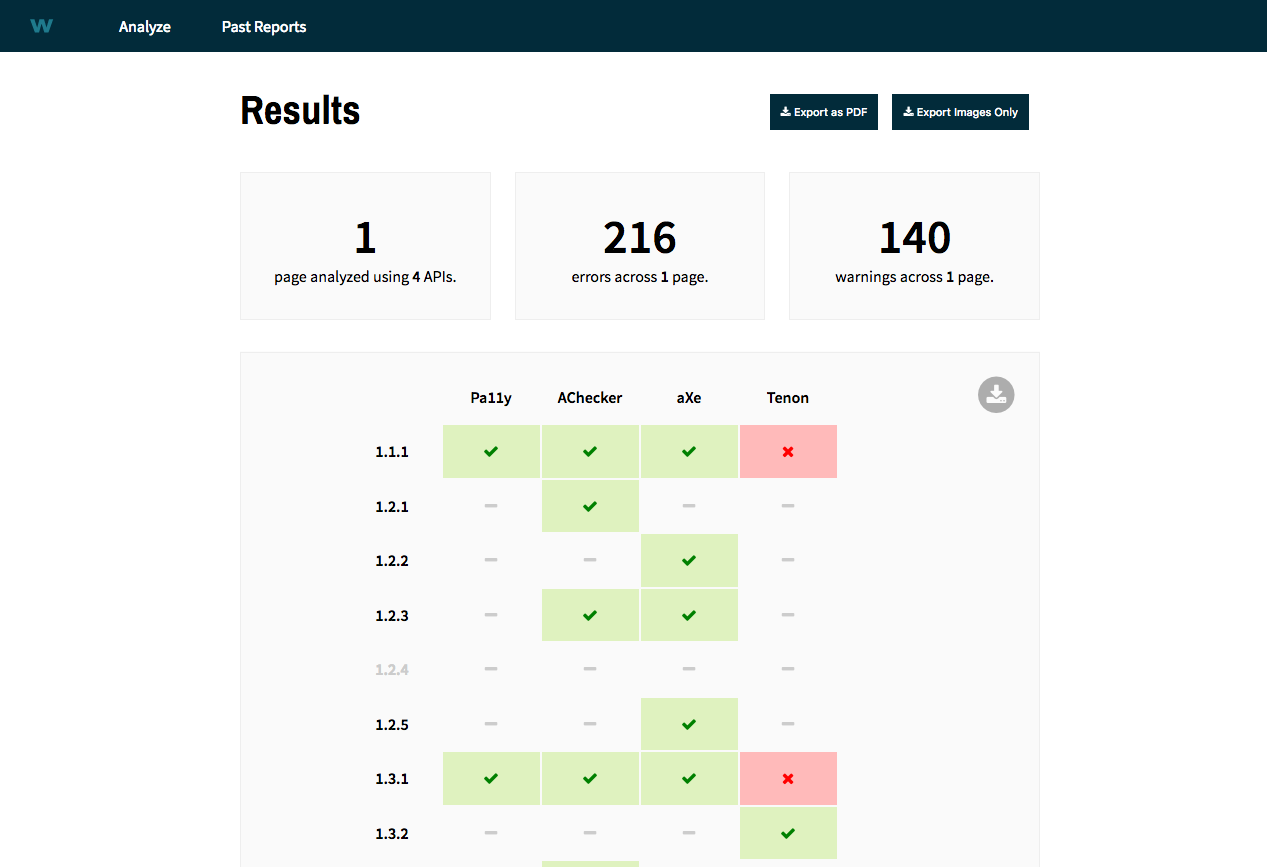 W Analyze Past Reports
Results
Export as PDF Export Images Only
1 216 140
page analyzed using 4 APIs. errors across 1 page. warnings across 1 page.
Pa11y AChecker aXe Tenon
1.1.1
1.2.1
1.2.2
1.2.3
1.2.4
1.2.5
1.3.1
1.3.2